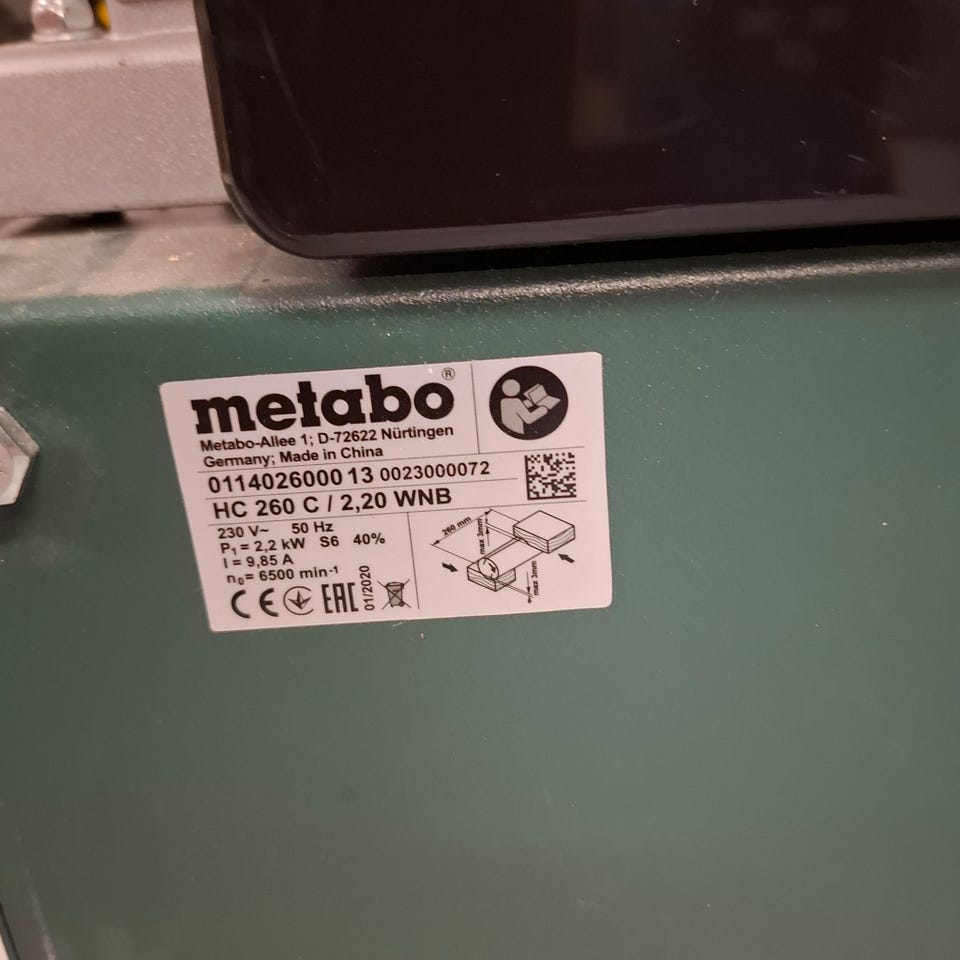 metabo®
Metabo-Allee 1; D-72622 Nürtingen
Germany; Made in China
0114026000 13 0023000072
HC 260 C / 2,20 WNB
230 V~ 50 Hz
P1 = 2,2 kW S6 40%
I = 9,85 A
n0 = 6500 min-1
CE EAC 01/2020
260 mm
max 3mm
max 3mm